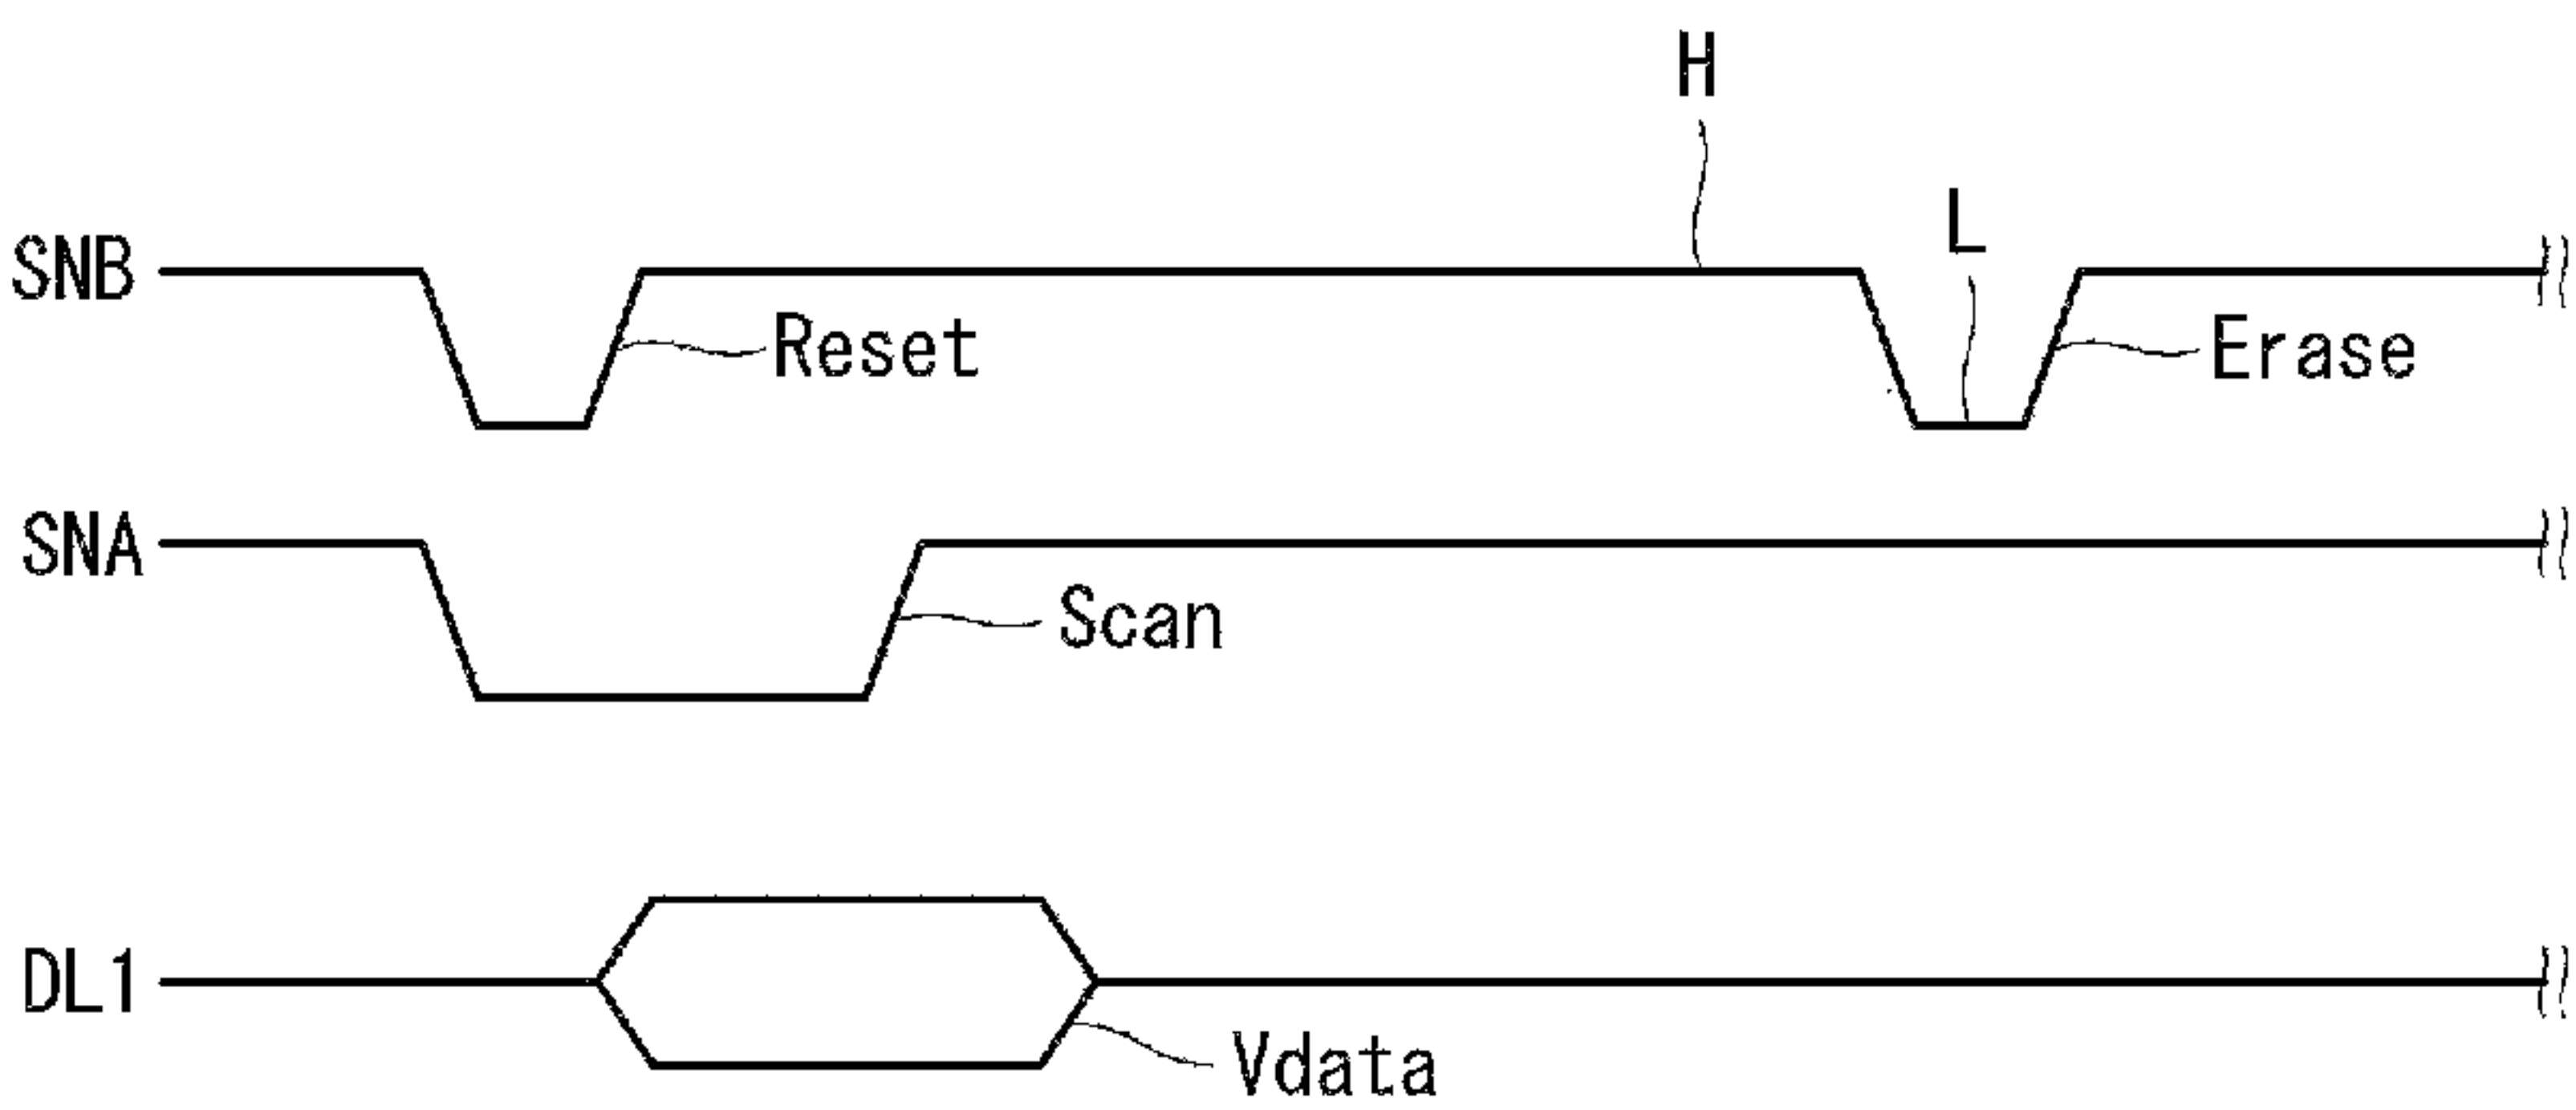 H
L
SNB
Reset
Erase
SNA
Scan
DL1
Vdata